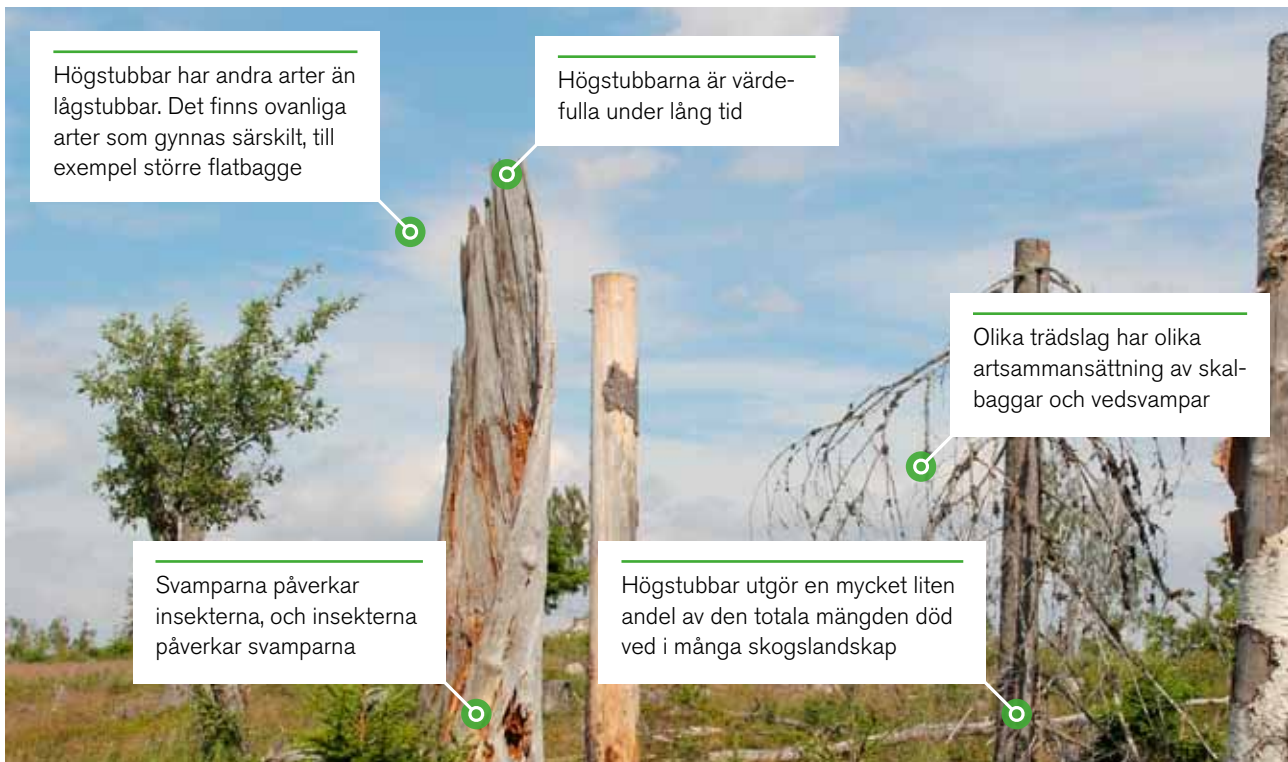 Högstubbar har andra arter än
lågstubbar. Det finns ovanliga
arter som gynnas särskilt, till
exempel större flatbagge
Högstubbarna är värde-
fulla under lång tid
Olika trädslag har olika
artsammansättning av skal-
baggar och vedsvampar
Svamparna påverkar
insekterna, och insekterna
påverkar svamparna
Högstubbar utgör en mycket liten
andel av den totala mängden död
ved i många skogslandskap